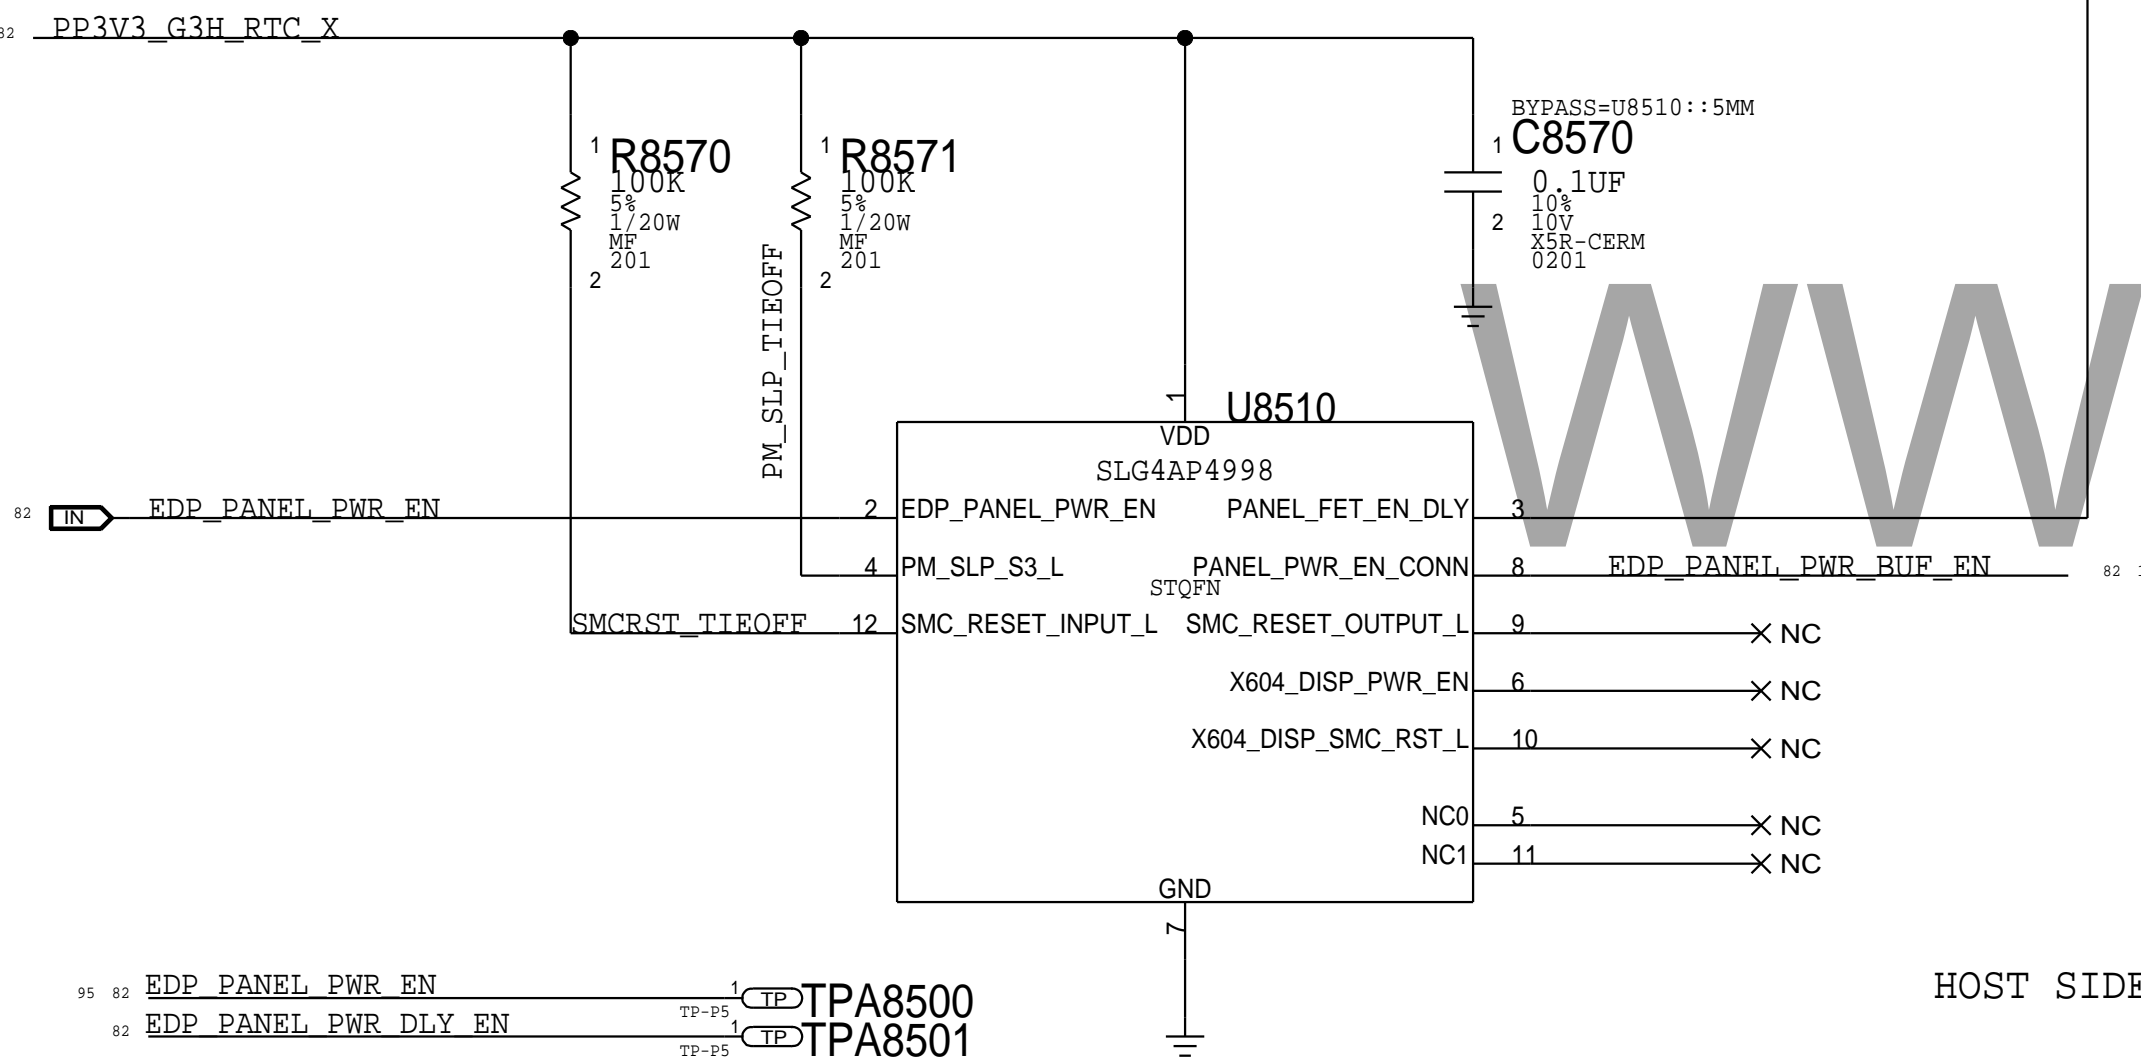 82 PP3V3_G3H_RTC_X
BYPASS=U8510::5MM
1 R8570
100K
5%
1/20W
MF
201
2
1 R8571
100K
5%
1/20W
MF
201
2
1 C8570
0.1UF
10%
2 10V
X5R-CERM
0201
PM_SLP_TIEOFF
WW
1
U8510
VDD
SLG4AP4998
82 IN EDP_PANEL_PWR_EN 2 EDP_PANEL_PWR_EN PANEL_FET_EN_DLY 3
4 PM_SLP_S3_L PANEL_PWR_EN_CONN 8 EDP_PANEL_PWR_BUF_EN 82
STQFN
SMCRST_TIEOFF 12 SMC_RESET_INPUT_L SMC_RESET_OUTPUT_L 9 NC
X604_DISP_PWR_EN 6 NC
X604_DISP_SMC_RST_L 10 NC
NC0 5 NC
NC1 11 NC
GND
7
95 82 EDP_PANEL_PWR_EN 1 TP TPA8500
TP-P5
82 EDP_PANEL_PWR_DLY_EN 1 TP TPA8501
TP-P5
HOST SIDE